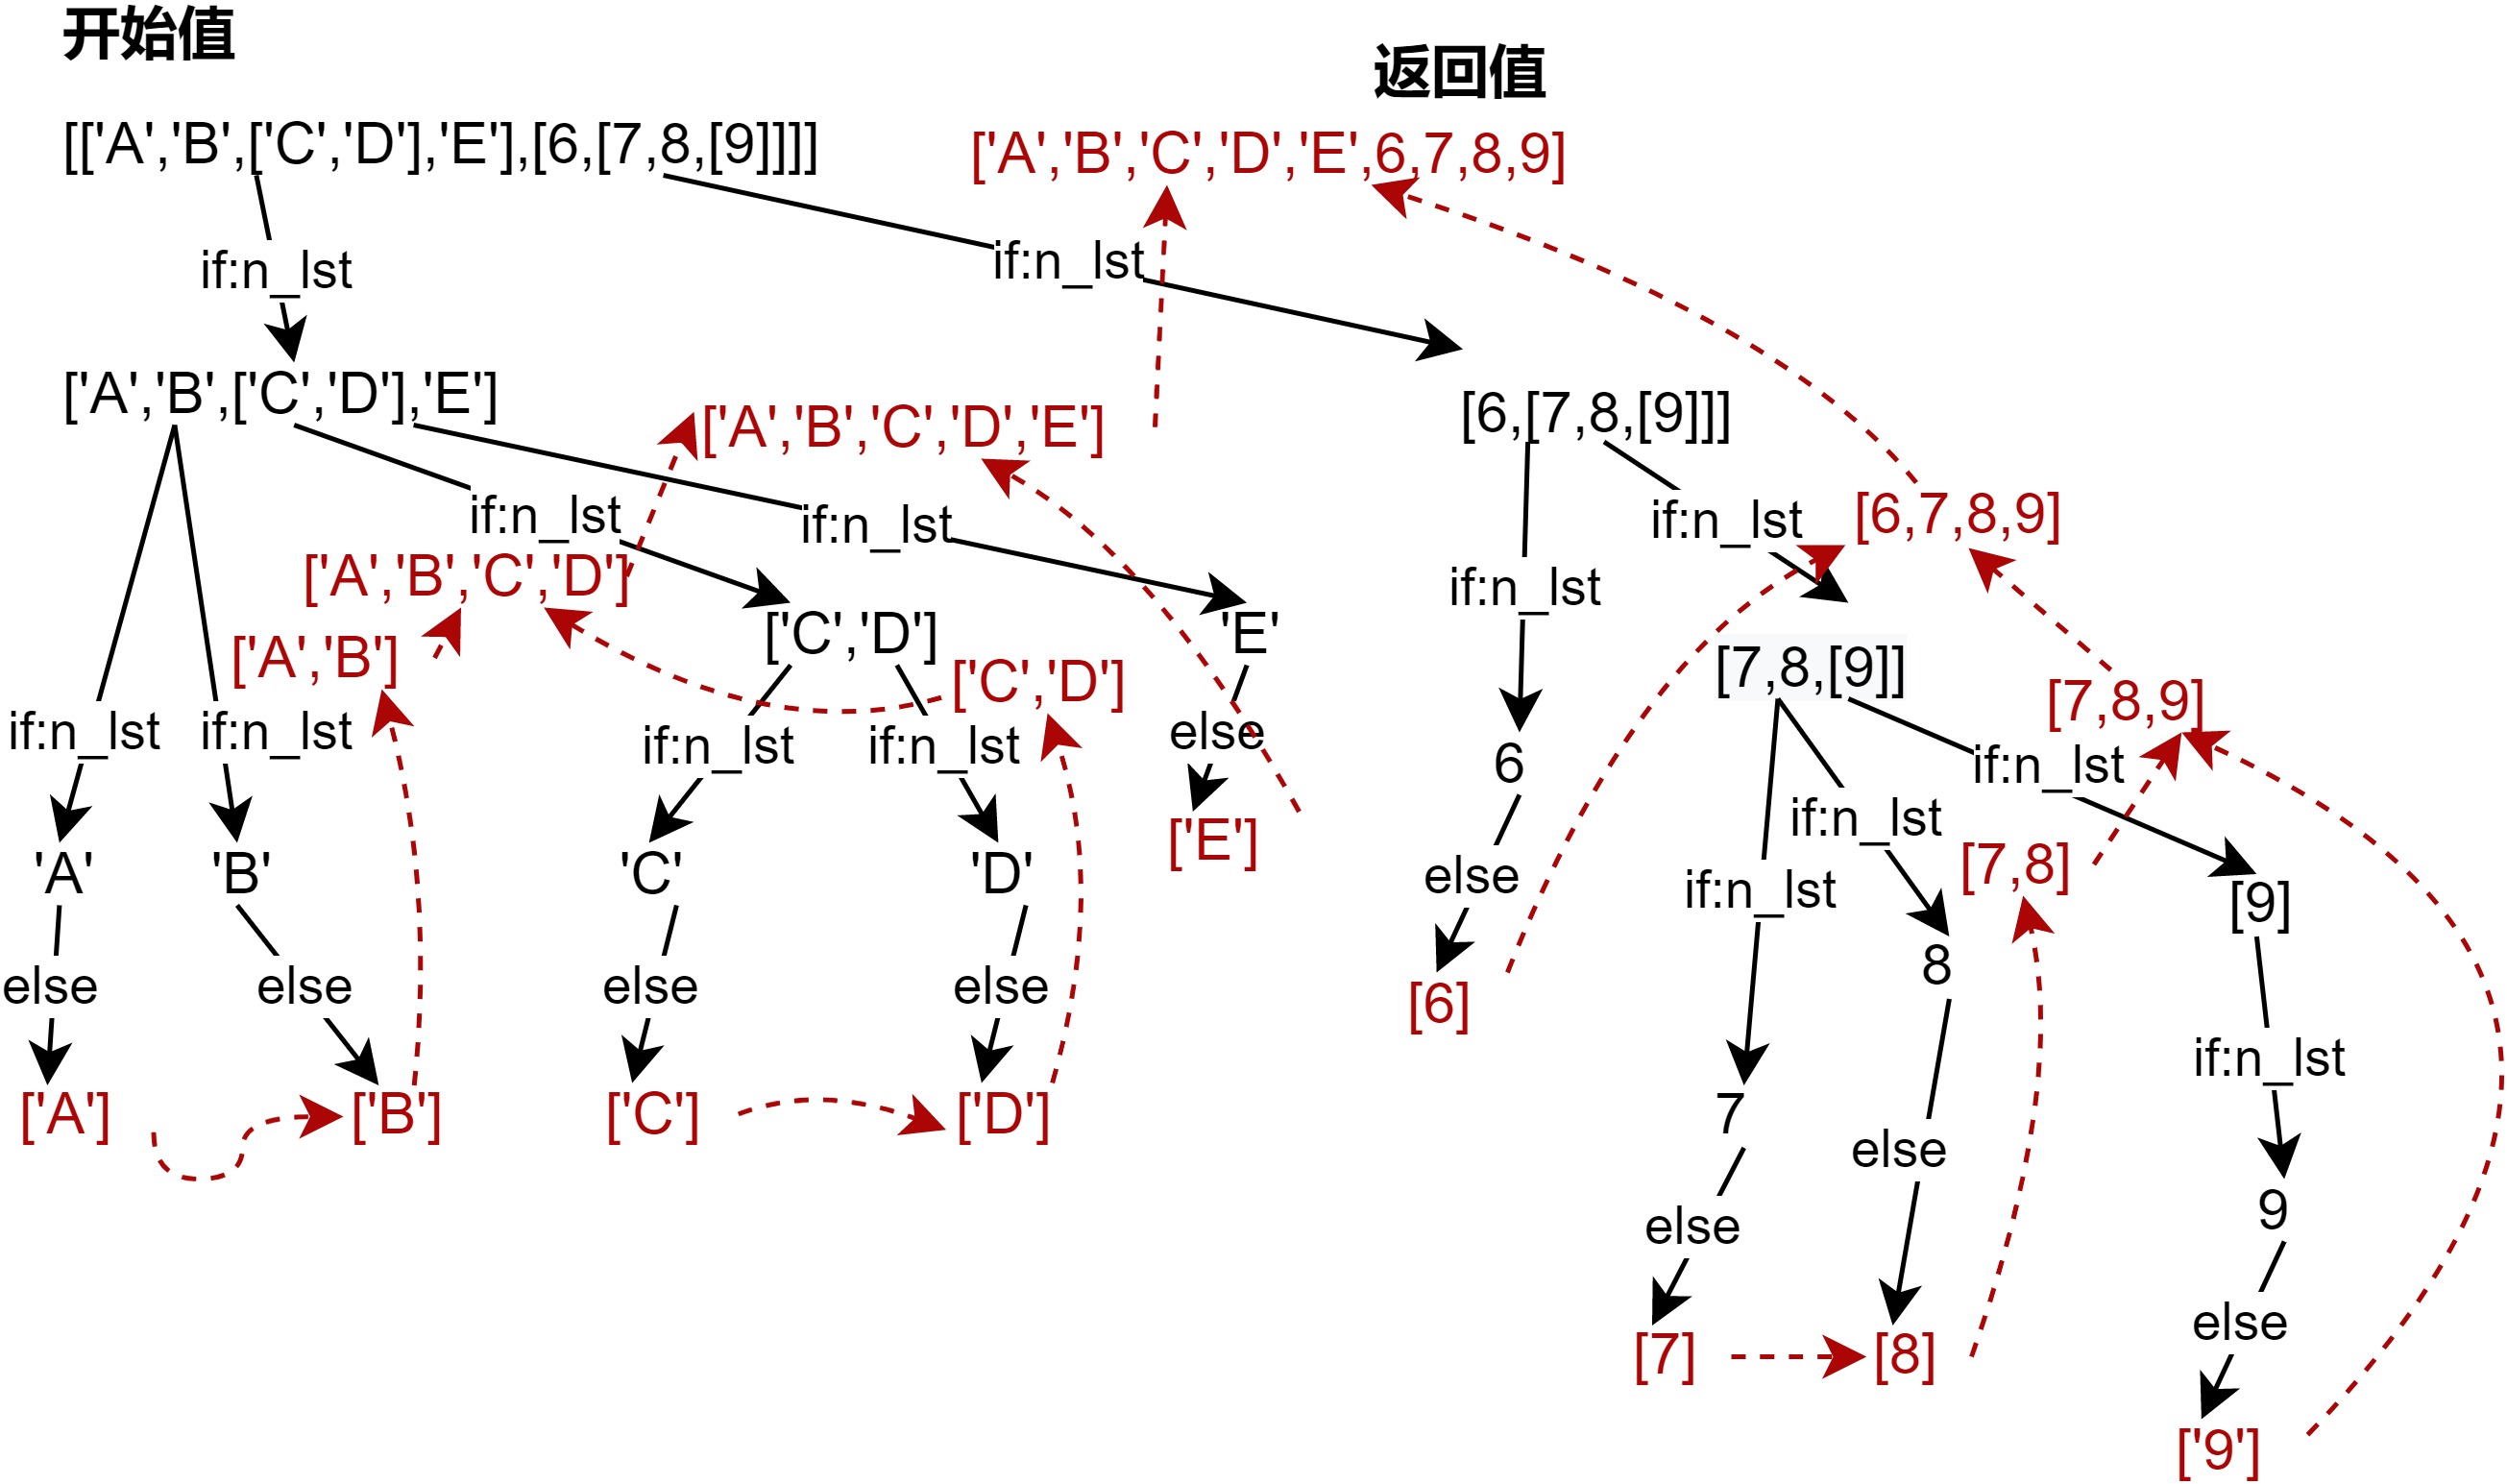 开始值
返回值
[['A','B',['C','D'],'E'],[6,[7,8,[9]]]]
['A','B','C','D','E',6,7,8,9]
if:n_lst
if:n_lst
['A','B',['C','D'],'E']
['A','B','C','D','E']
[6,[7,8,[9]]]
if:n_lst
if:n_lst
if:n_lst
[6,7,8,9]
['A','B','C','D']
if:n_lst
['A','B']
['C','D']
'E'
['C','D']
[7,8,[9]]
[7,8,9]
if:n_lst
if:n_lst
if:n_lst
if:n_lst
else
6
if:n_lst
if:n_lst
'A'
'B'
'C'
'D'
['E']
else
if:n_lst
[7,8]
[9]
else
else
else
else
[6]
8
if:n_lst
['A']
['B']
['C']
['D']
7
else
9
else
else
[7]
[8]
['9']